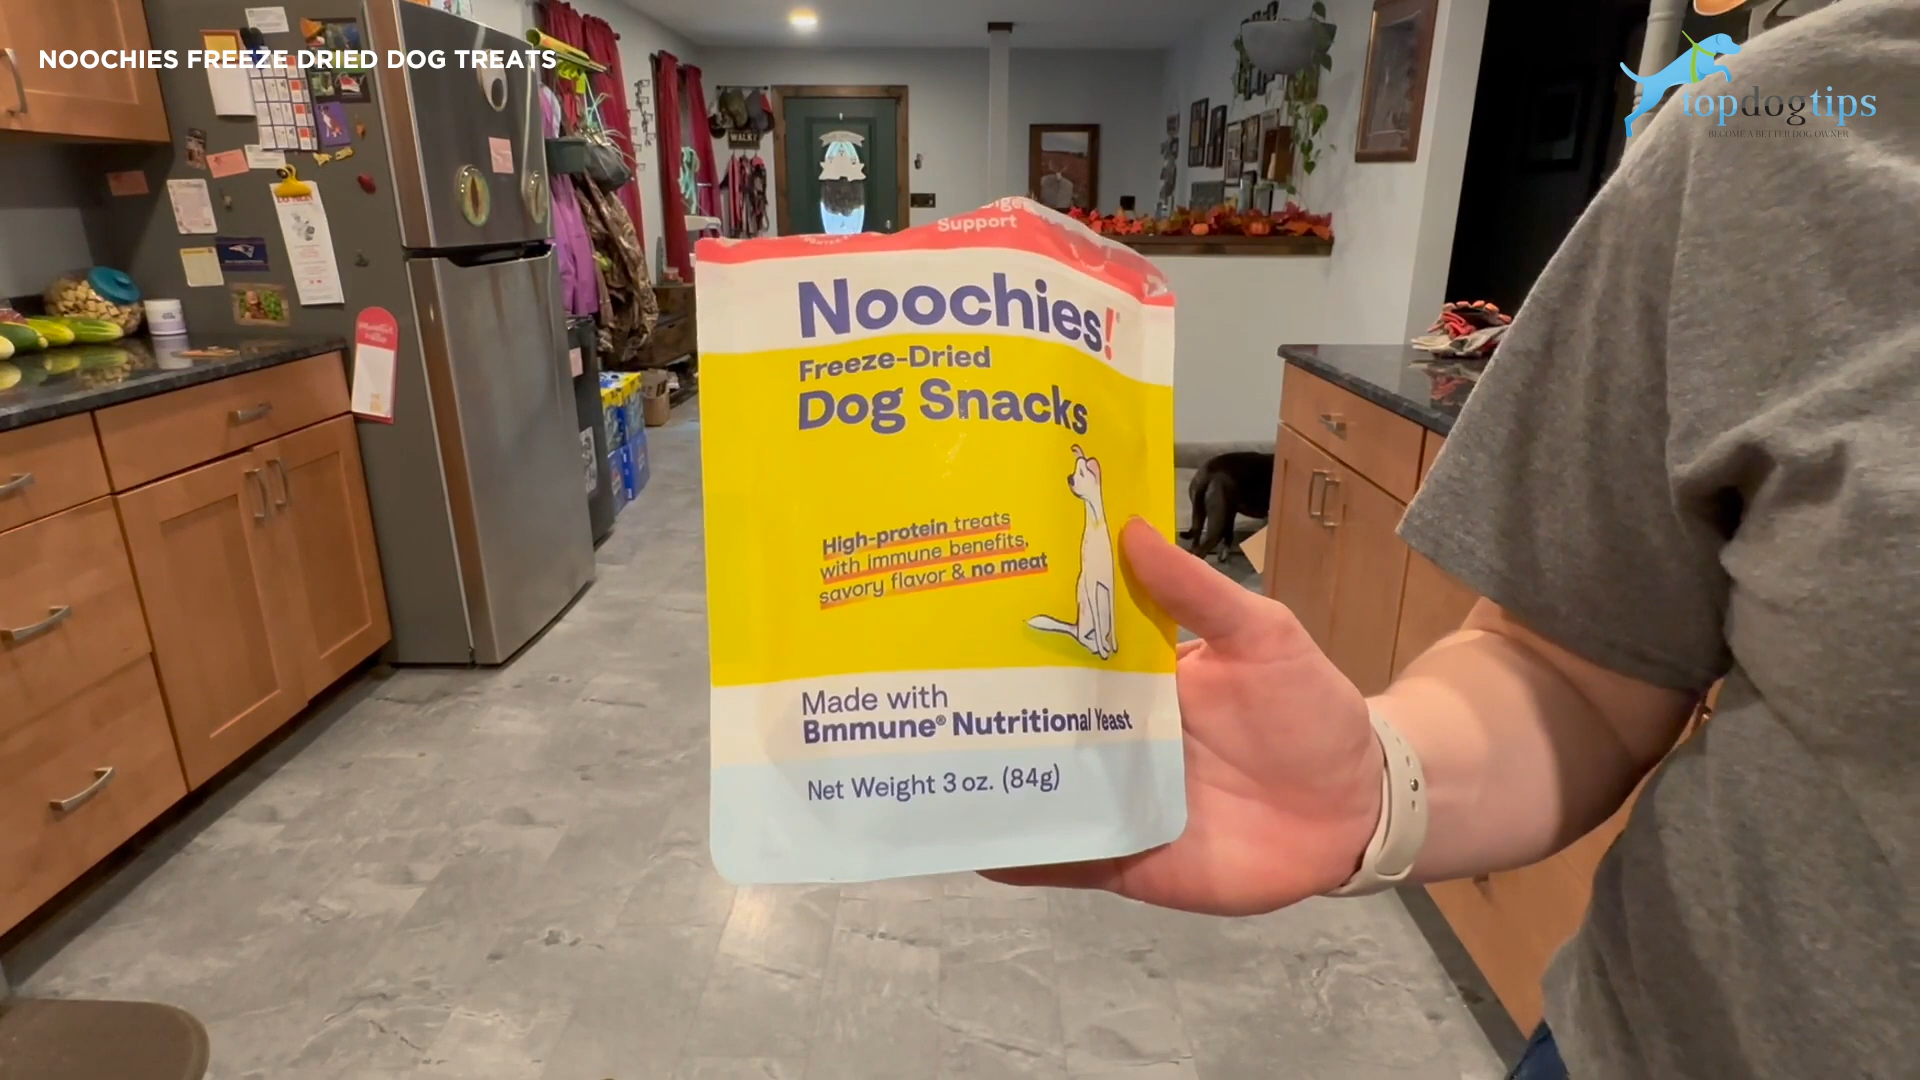 NOOCHIES FREEZE DRIED DOG TREATS
topdogtips
BECOME A BETTER DOG OWNER
WALK?
Support
Noochies!
Freeze-Dried
Dog Snacks
High-protein treats
with immune benefits,
savory flavor & no meat
Made with
Bmmune® Nutritional Yeast
Net Weight 3 oz. (84g)